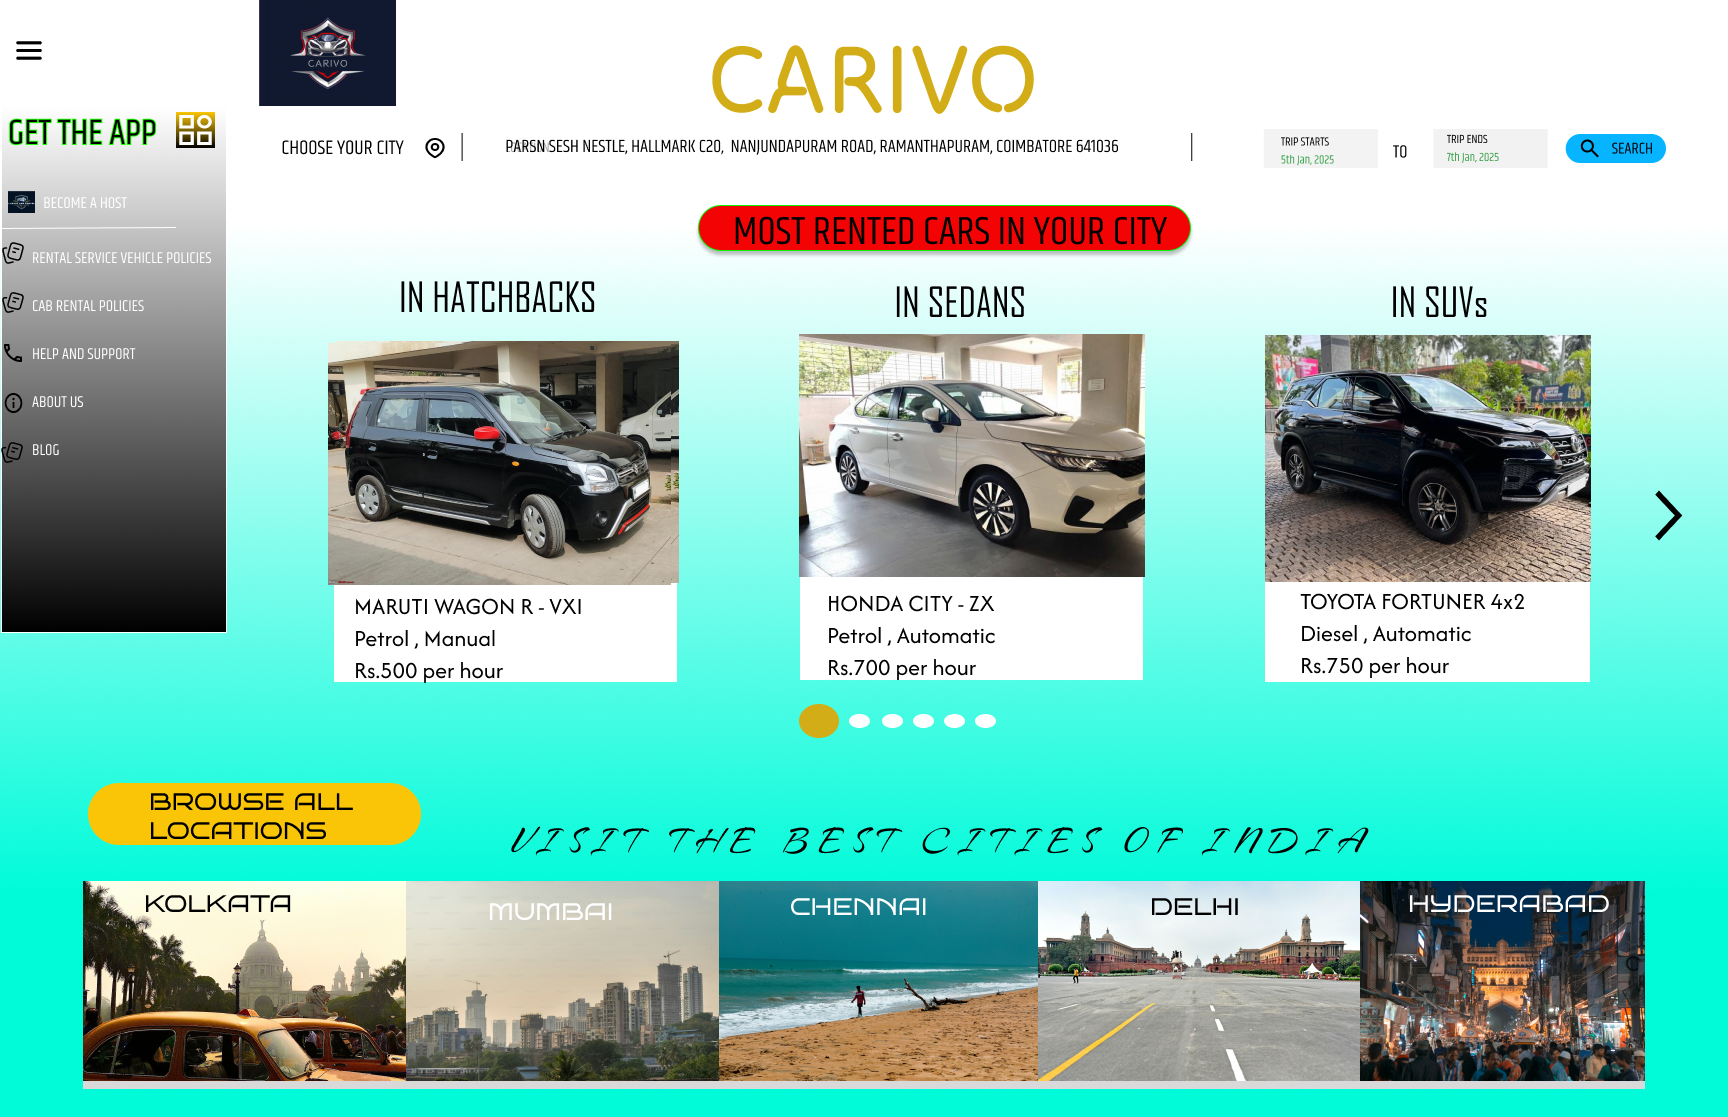 CARIVO
CARIVO
GET THE APP
CHOOSE YOUR CITY
PARSN SESH NESTLE, HALLMARK C20, NANJUNDAPURAM ROAD, RAMANTHAPURAM, COIMBATORE 641036
TRIP STARTS
5th Jan, 2025
TO
TRIP ENDS
7th Jan, 2025
SEARCH
BECOME A HOST
RENTAL SERVICE VEHICLE POLICIES
CAB RENTAL POLICIES
HELP AND SUPPORT
ABOUT US
BLOG
MOST RENTED CARS IN YOUR CITY
IN HATCHBACKS
IN SEDANS
IN SUVs
MARUTI WAGON R - VXI
Petrol , Manual
Rs.500 per hour
HONDA CITY - ZX
Petrol , Automatic
Rs.700 per hour
TOYOTA FORTUNER 4x2
Diesel , Automatic
Rs.750 per hour
BROWSE ALL
LOCATIONS
VISIT THE BEST CITIES OF INDIA
KOLKATA
MUMBAI
CHENNAI
DELHI
HYDERABAD